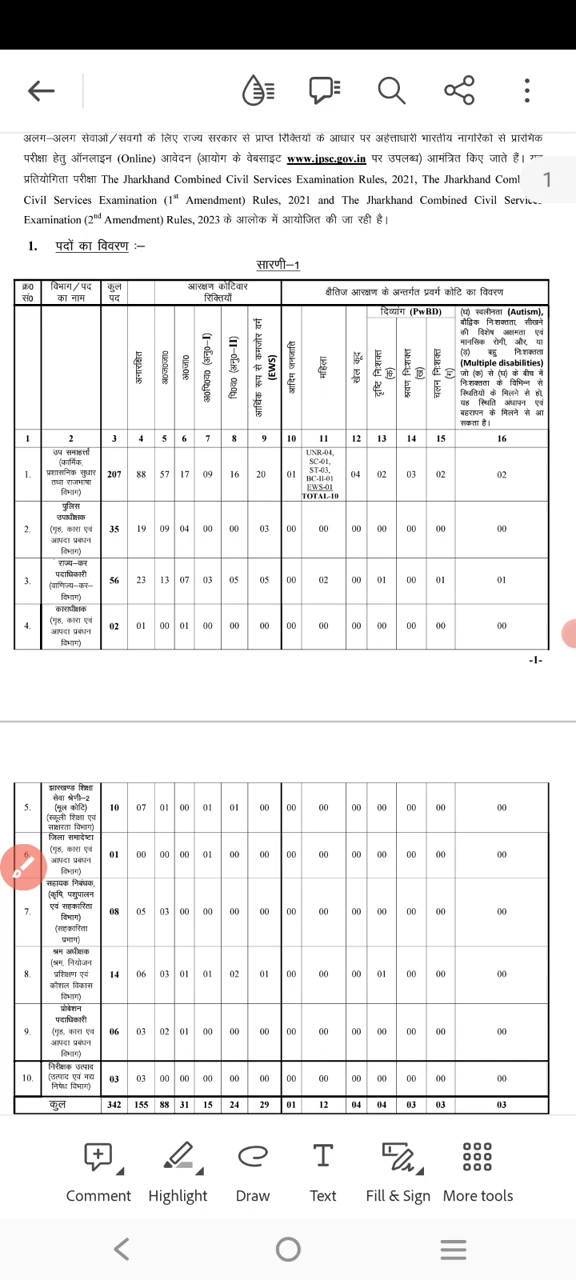 अलग–अलग सेवाओं/संवर्गों के लिए राज्य सरकार से प्राप्त रिक्तियों के आधार पर अर्हताधारी भारतीय नागरिकों से प्रारंभिक
परीक्षा हेतु ऑनलाइन (Online) आवेदन (आयोग के वेबसाइट www.jpsc.gov.in पर उपलब्ध) आमंत्रित किए जाते हैं।
1
प्रतियोगिता परीक्षा The Jharkhand Combined Civil Services Examination Rules, 2021, The Jharkhand
Civil Services Examination (1st Amendment) Rules, 2021 and The Jharkhand Combined Civil
Examination (2nd Amendment) Rules, 2023 के आलोक में आयोजित की जा रही है।
1. पदों का विवरण :–
सारणी–1
क्र0 सं0 विभाग/पद का नाम कुल पद आरक्षण कोटिवार रिक्तियाँ क्षैतिज आरक्षण के अन्तर्गत प्रवर्ग कोटि का विवरण
अनारक्षित अ0ज0जा0 अ0जा0 अ0पि0व0 (अनु0–I) पि0व0 (अनु0–II) आर्थिक रूप से कमजोर वर्ग (EWS) आदिम जनजाति महिला खेल कूद
दिव्यांग (PwBD)
दृष्टि निःशक्त (क) श्रवण निःशक्त (ख) चलन निःशक्त (ग)
(घ) स्वलीनता (Autism),
बौद्विक निःशक्तता, सीखने
की विशेष अक्षमता एवं
मानसिक रोगी, और, या
(ड़) बहु निःशक्तता
(Multiple disabilities)
जो (क) से (घ) के बीच में
निःशक्तता के विभिन्न से
स्थितियों के मिलने से हो,
यह स्थिति अंधापन एवं
बहरापन के मिलने से आ
सकता है।
1 2 3 4 5 6 7 8 9 10 11 12 13 14 15 16
1. उप समाहर्त्ता (कार्मिक, प्रशासनिक सुधार तथा राजभाषा विभाग) 207 88 57 17 09 16 20 01 UNR-04, SC-01, ST-03, BC-II-01 EWS-01 TOTAL-10 04 02 03 02 02
2. पुलिस उपाधीक्षक (गृह, कारा एवं आपदा प्रबंधन विभाग) 35 19 09 04 00 00 03 00 00 00 00 00 00 00
3. राज्य–कर पदाधिकारी (वाणिज्य–कर–विभाग) 56 23 13 07 03 05 05 00 02 00 01 00 01 01
4. काराधीक्षक (गृह, कारा एवं आपदा प्रबंधन विभाग) 02 01 00 01 00 00 00 00 00 00 00 00 00 00
-1-
5. झारखण्ड शिक्षा सेवा श्रेणी–2 (मूल कोटि) (स्कूली शिक्षा एवं साक्षरता विभाग) 10 07 01 00 01 01 00 00 00 00 00 00 00 00
6. जिला समादेष्टा (गृह, कारा एवं आपदा प्रबंधन विभाग) 01 00 00 00 01 00 00 00 00 00 00 00 00 00
7. सहायक निबंधक, (कृषि, पशुपालन एवं सहकारिता विभाग) (सहकारिता प्रभाग) 08 05 03 00 00 00 00 00 00 00 00 00 00 00
8. श्रम अधीक्षक (श्रम, नियोजन प्रशिक्षण एवं कौशल विकास विभाग) 14 06 03 01 01 02 01 00 00 00 01 00 00 00
9. प्रोबेशन पदाधिकारी (गृह, कारा एवं आपदा प्रबंधन विभाग) 06 03 02 01 00 00 00 00 00 00 00 00 00 00
10. निरीक्षक उत्पाद (उत्पाद एवं मद्य निषेध विभाग) 03 03 00 00 00 00 00 00 00 00 00 00 00 00
कुल 342 155 88 31 15 24 29 01 12 04 04 03 03 03
Comment Highlight Draw Text Fill & Sign More tools